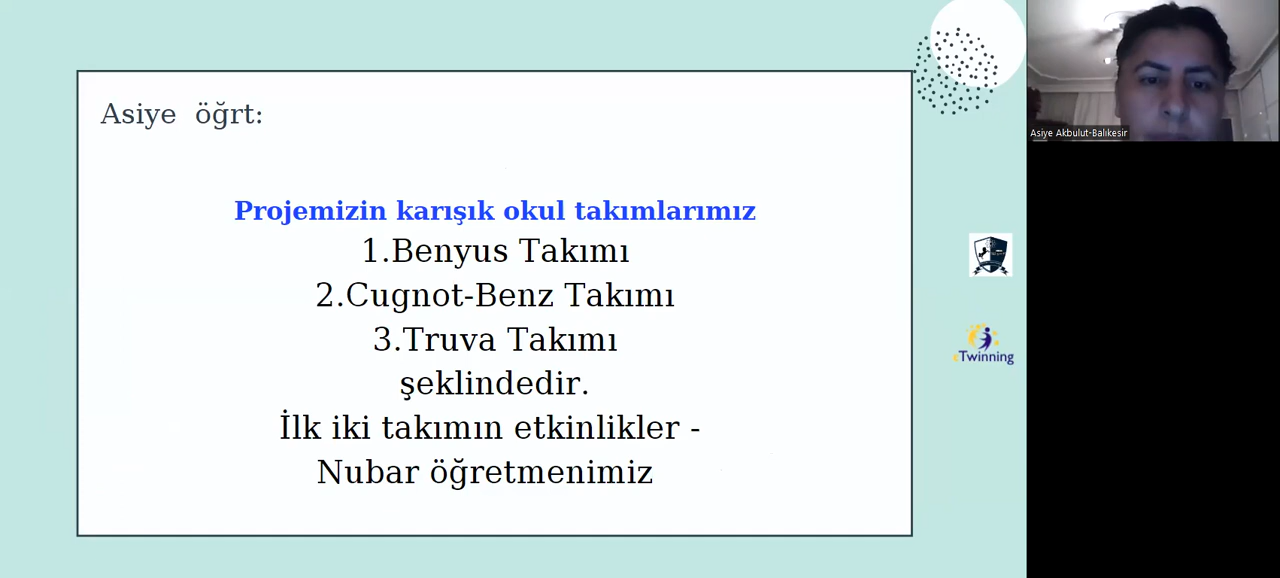 Asiye öğrt:
Projemizin karışık okul takımlarımız
1.Benyus Takımı
2.Cugnot-Benz Takımı
3.Truva Takımı
şeklindedir.
İlk iki takımın etkinlikler -
Nubar öğretmenimiz
Asiye Akbulut-Balıkesir
eTwinning